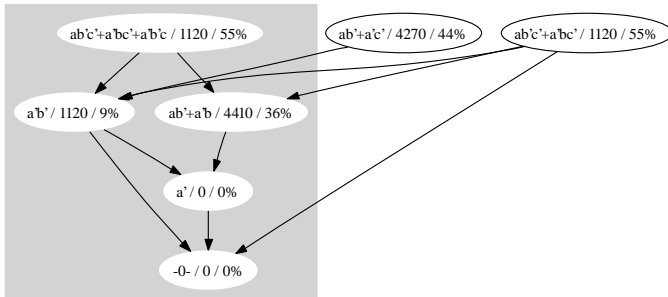 ab'c'+a'bc'+a'b'c / 1120 / 55%
ab'+a'c' / 4270 / 44%
ab'c'+a'bc' / 1120 / 55%
a'b' / 1120 / 9%
ab'+a'b / 4410 / 36%
a' / 0 / 0%
-0- / 0 / 0%